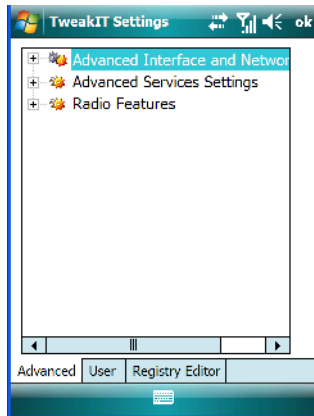 TweakIT Settings ok
Advanced Interface and Networ
Advanced Services Settings
Radio Features
Advanced User Registry Editor